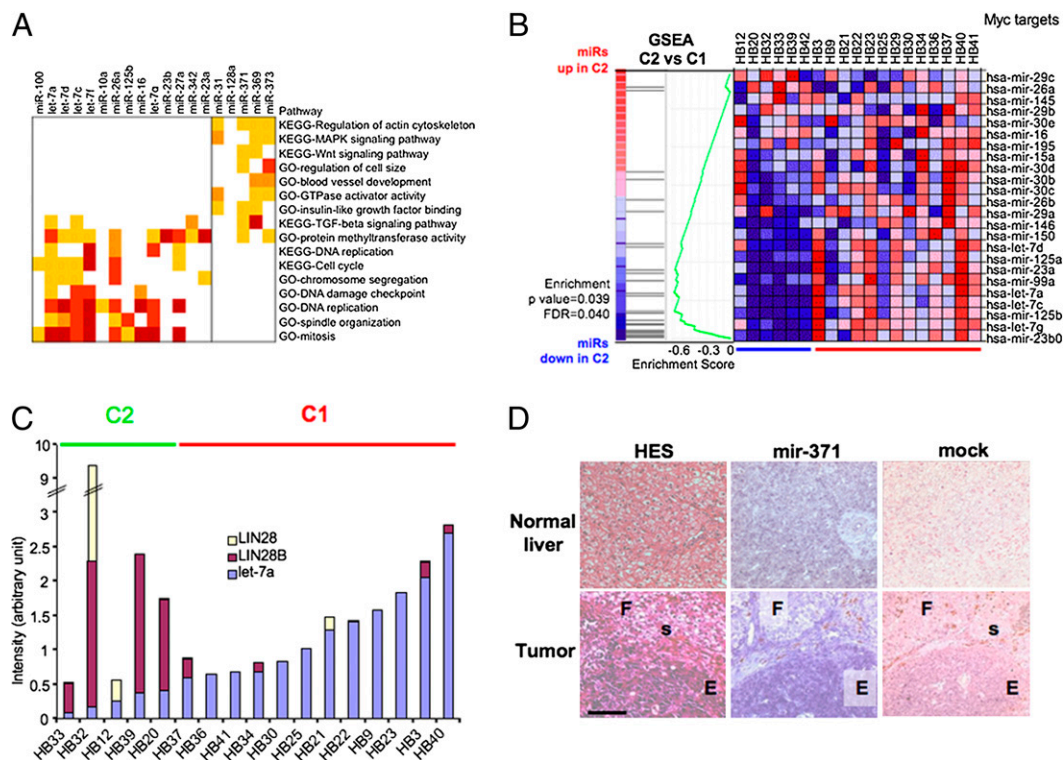 A
miR-100
let-7a
let-7d
let-7c
let-7f
miR-10a
miR-26a
miR-125b
miR-16
let-7g
miR-23b
miR-27a
miR-342
miR-23a
miR-31
miR-128a
miR-371
miR-369
miR-373
Pathway
KEGG-Regulation of actin cytoskeleton
KEGG-MAPK signaling pathway
KEGG-Wnt signaling pathway
GO-regulation of cell size
GO-blood vessel development
GO-GTPase activator activity
GO-insulin-like growth factor binding
KEGG-TGF-beta signaling pathway
GO-protein methyltransferase activity
KEGG-DNA replication
KEGG-Cell cycle
GO-chromosome segregation
GO-DNA damage checkpoint
GO-DNA replication
GO-spindle organization
GO-mitosis
B
miRs
up in C2
GSEA
C2 vs C1
HB12
HB20
HB32
HB33
HB39
HB42
HB3
HB9
HB21
HB22
HB23
HB25
HB29
HB30
HB34
HB36
HB37
HB40
HB41
Myc targets
hsa-mir-29c
hsa-mir-26a
hsa-mir-145
hsa-mir-29b
hsa-mir-30e
hsa-mir-16
hsa-mir-195
hsa-mir-15a
hsa-mir-30d
hsa-mir-30b
hsa-mir-30c
hsa-mir-26b
hsa-mir-29a
hsa-mir-146
hsa-mir-150
hsa-let-7d
hsa-mir-125a
hsa-mir-23a
hsa-mir-99a
hsa-let-7a
hsa-let-7c
hsa-mir-125b
hsa-let-7g
hsa-mir-23b0
Enrichment
p value=0.039
FDR=0.040
miRs
down in C2
-0.6 -0.3 0
Enrichment Score
C
C2
C1
Intensity (arbitrary unit)
10
9
3
2.5
2
1.5
1
0.5
0
LIN28
LIN28B
let-7a
HB33
HB32
HB12
HB39
HB20
HB37
HB36
HB41
HB34
HB30
HB25
HB21
HB22
HB9
HB23
HB3
HB40
D
HES
mir-371
mock
Normal
liver
Tumor
F
s
E
F
E
F
s
E